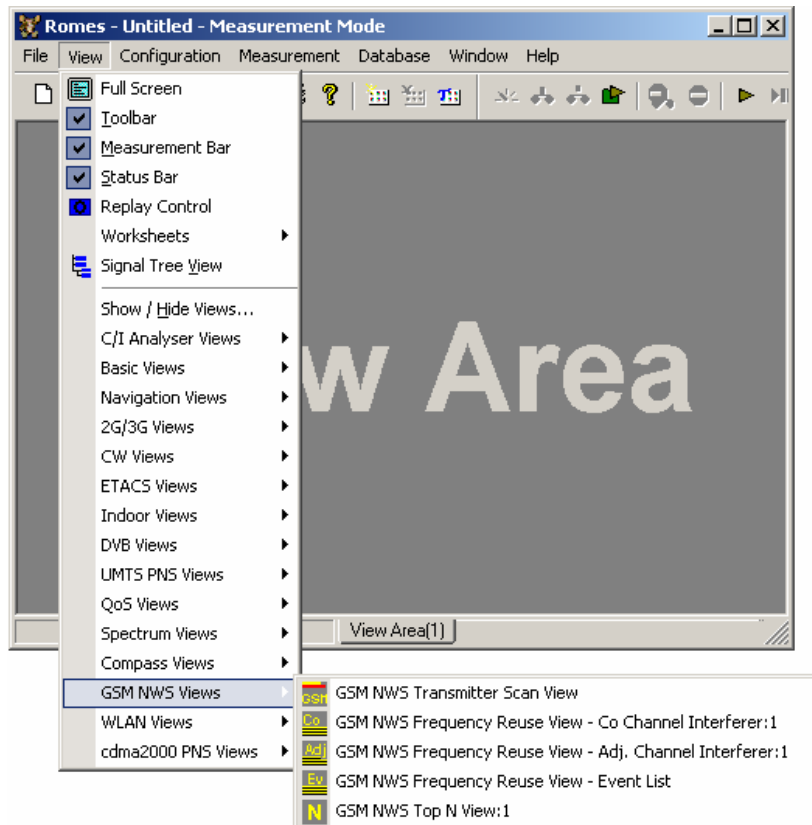 Romes - Untitled - Measurement Mode
File View Configuration Measurement Database Window Help
Full Screen
Toolbar
Measurement Bar
Status Bar
Replay Control
Worksheets
Signal Tree View
Show / Hide Views...
C/I Analyser Views
Basic Views
Navigation Views
2G/3G Views
CW Views
ETACS Views
Indoor Views
DVB Views
UMTS PNS Views
QoS Views
Spectrum Views
Compass Views
GSM NWS Views
WLAN Views
cdma2000 PNS Views
w Area
View Area(1)
GSM GSM NWS Transmitter Scan View
Co GSM NWS Frequency Reuse View - Co Channel Interferer:1
Adj GSM NWS Frequency Reuse View - Adj. Channel Interferer:1
Ev GSM NWS Frequency Reuse View - Event List
N GSM NWS Top N View:1